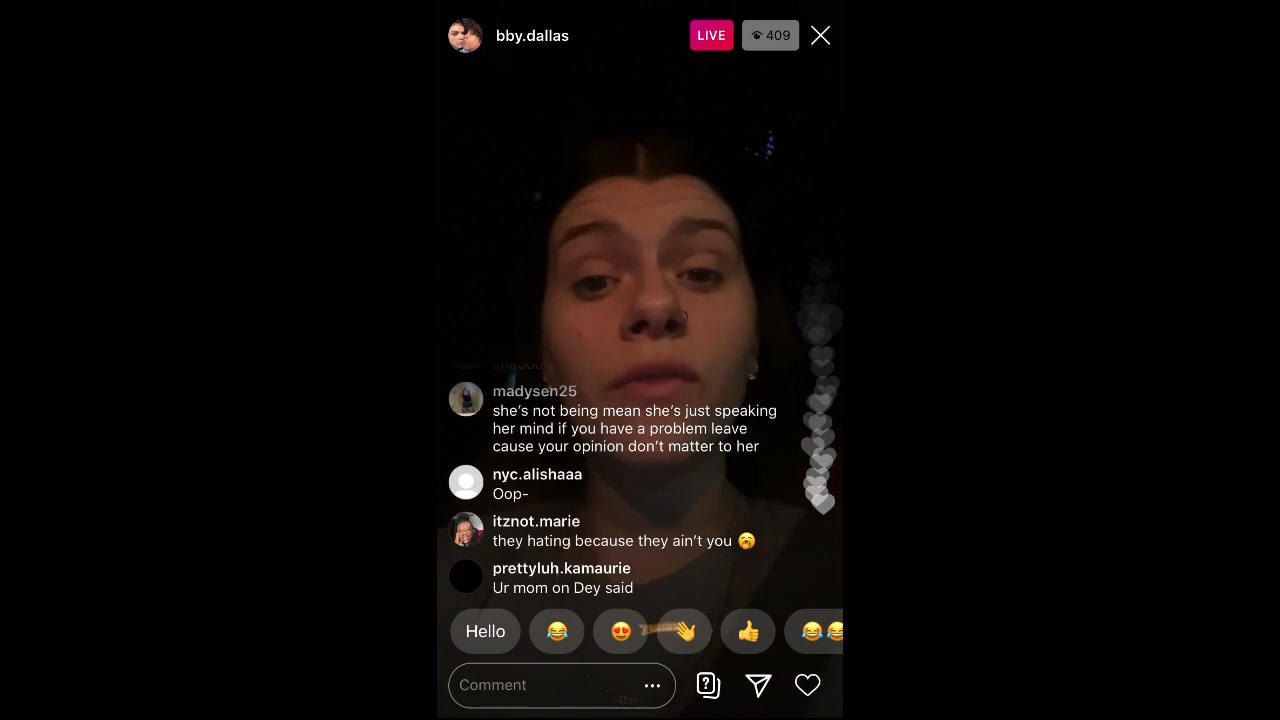 bby.dallas
LIVE
409
madysen25
she's not being mean she's just speaking
her mind if you have a problem leave
cause your opinion don't matter to her
nyc.alishaaa
Oop-
itznot.marie
they hating because they ain't you 🤭
prettyluh.kamaurie
Ur mom on Dey said
Hello
Comment